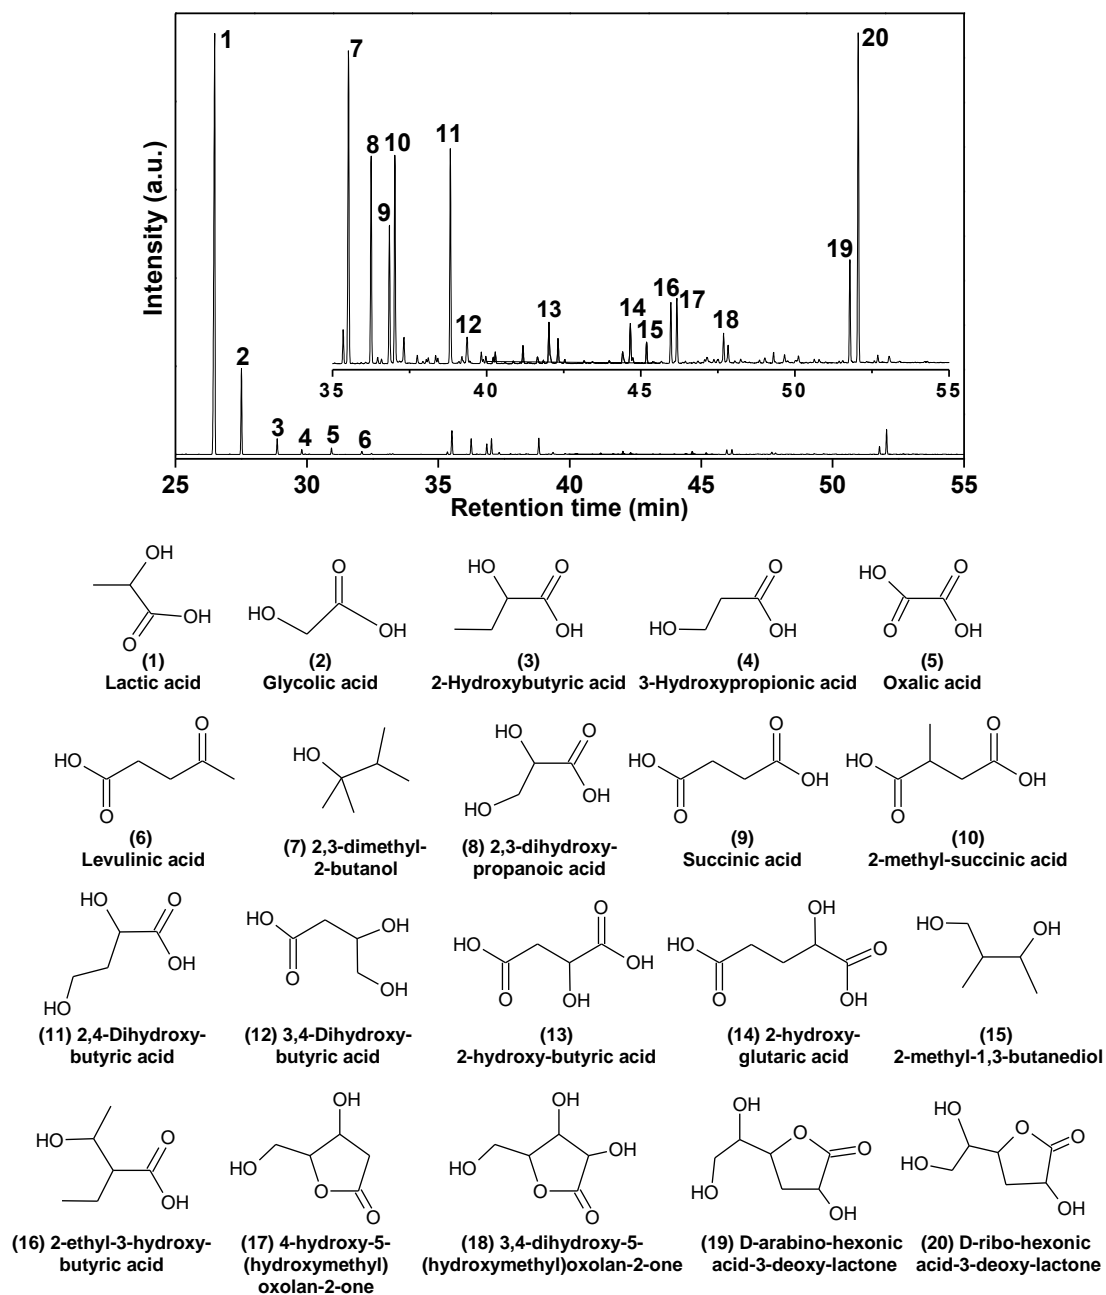 Intensity (a.u.)
1
2
3
4
5
6
7
8
9
10
11
12
13
14
15
16
17
18
19
20
35 40 45 50 55
25 30 35 40 45 50 55
Retention time (min)
OH
OH
O
(1)
Lactic acid
O
HO
OH
(2)
Glycolic acid
HO
O
OH
(3)
2-Hydroxybutyric acid
O
HO
OH
(4)
3-Hydroxypropionic acid
O
HO
O
OH
(5)
Oxalic acid
O
HO
O
(6)
Levulinic acid
HO
(7) 2,3-dimethyl-
2-butanol
HO
O
OH
HO
(8) 2,3-dihydroxy-
propanoic acid
O
HO
OH
O
(9)
Succinic acid
O
HO
OH
O
(10)
2-methyl-succinic acid
HO
O
OH
HO
(11) 2,4-Dihydroxy-
butyric acid
HO
OH
O
OH
(12) 3,4-Dihydroxy-
butyric acid
O
HO
OH
O
OH
(13)
2-hydroxy-butyric acid
OH
HO
O
O
OH
(14) 2-hydroxy-
glutaric acid
HO
OH
(15)
2-methyl-1,3-butanediol
HO
O
OH
(16) 2-ethyl-3-hydroxy-
butyric acid
OH
HO
O
O
(17) 4-hydroxy-5-
(hydroxymethyl)
oxolan-2-one
OH
OH
HO
O
O
(18) 3,4-dihydroxy-5-
(hydroxymethyl)oxolan-2-one
OH
O
O
HO
OH
(19) D-arabino-hexonic
acid-3-deoxy-lactone
HO
O
O
HO
OH
(20) D-ribo-hexonic
acid-3-deoxy-lactone